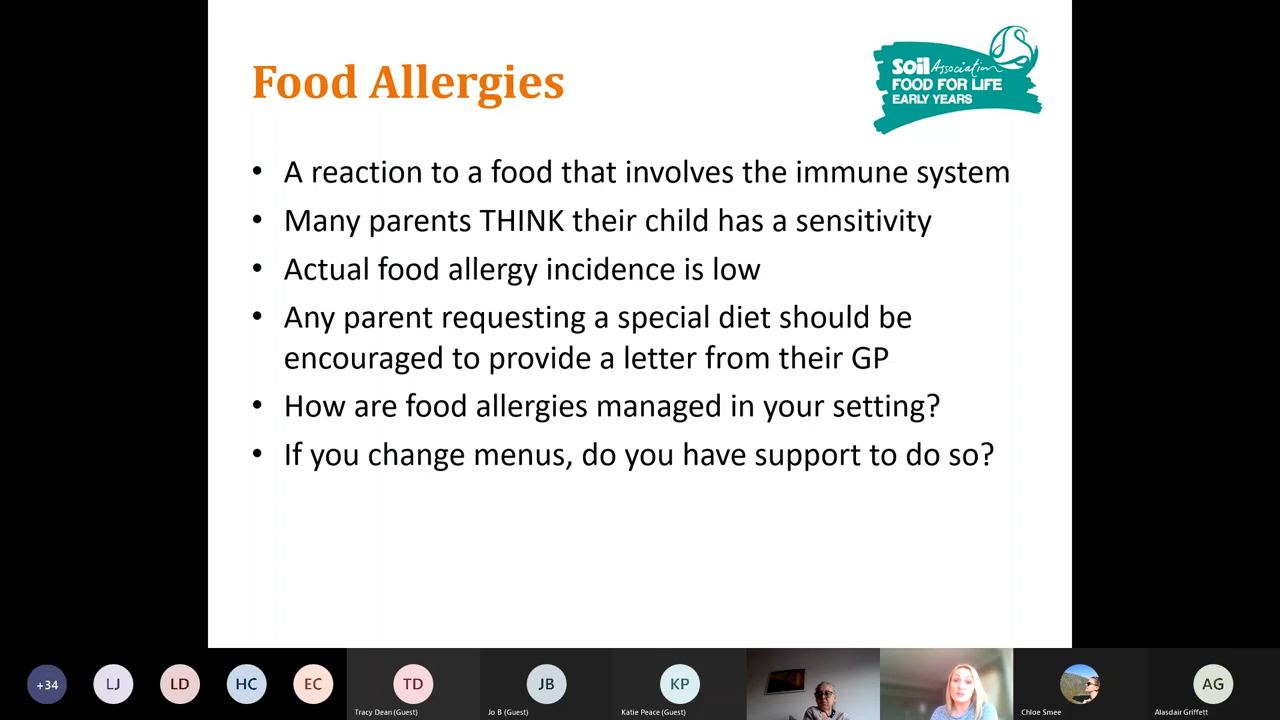 Food Allergies
Soil Association
FOOD FOR LIFE
EARLY YEARS
• A reaction to a food that involves the immune system
• Many parents THINK their child has a sensitivity
• Actual food allergy incidence is low
• Any parent requesting a special diet should be
encouraged to provide a letter from their GP
• How are food allergies managed in your setting?
• If you change menus, do you have support to do so?
+34
LJ
LD
HC
EC
TD
JB
KP
AG
Tracy Dean (Guest)
Jo B (Guest)
Katie Peace (Guest)
Chloe Smee
Alasdair Griffett